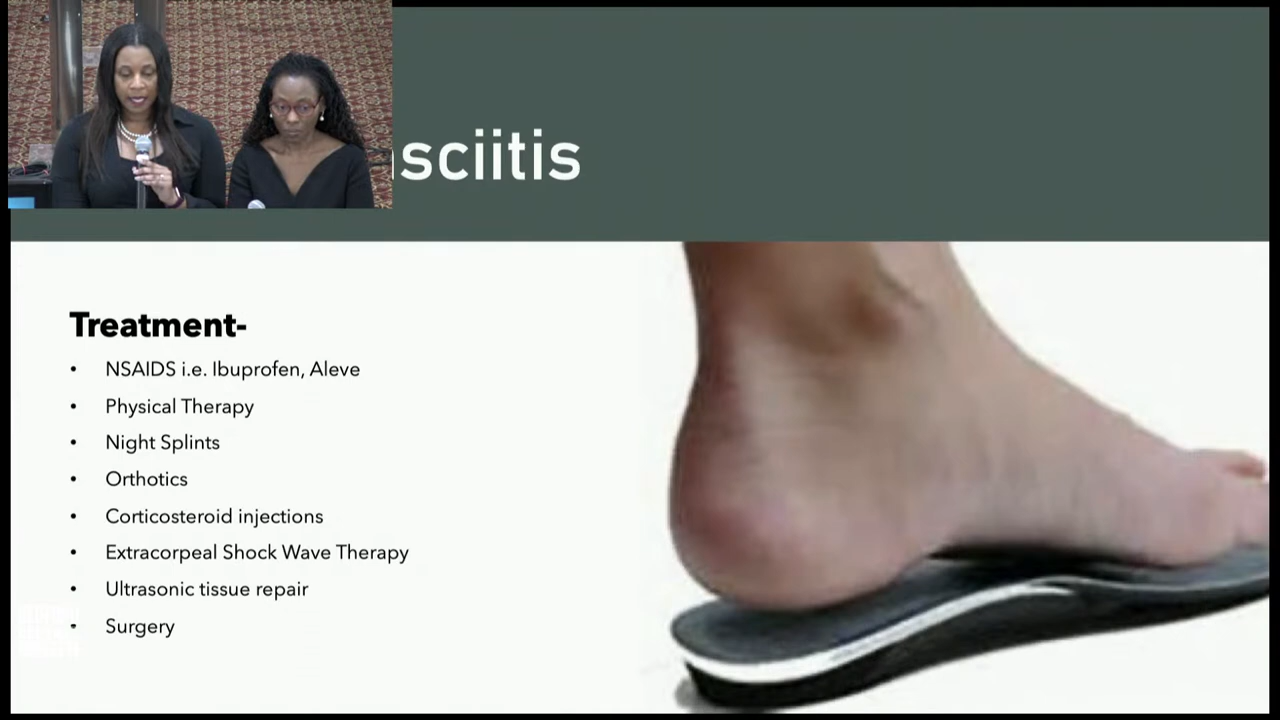 sciitis
Treatment-
• NSAIDS i.e. Ibuprofen, Aleve
• Physical Therapy
• Night Splints
• Orthotics
• Corticosteroid injections
• Extracorpeal Shock Wave Therapy
• Ultrasonic tissue repair
• Surgery